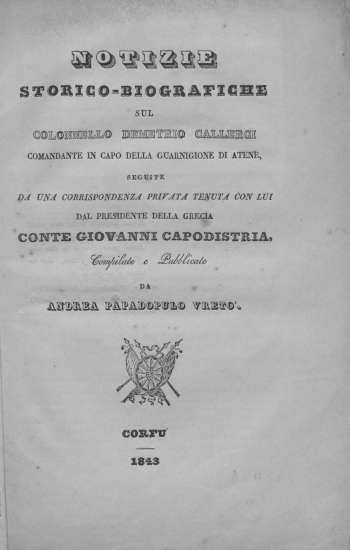 NOTIZIE
STORICO-BIOGRAFICHE
SUL
COLONNELLO DEMETRIO CALLERGI
COMANDANTE IN CAPO DELLA GUARNIGIONE DI ATENE,
SEGUITE
DA UNA CORRISPONDENZA PRIVATA TENUTA CON LUI
DAL PRESIDENTE DELLA GRECIA
CONTE GIOVANNI CAPODISTRIA,
Compilate e Pubblicate
DA
ANDREA PAPADOPULO VRETO'.
CORFU
1843